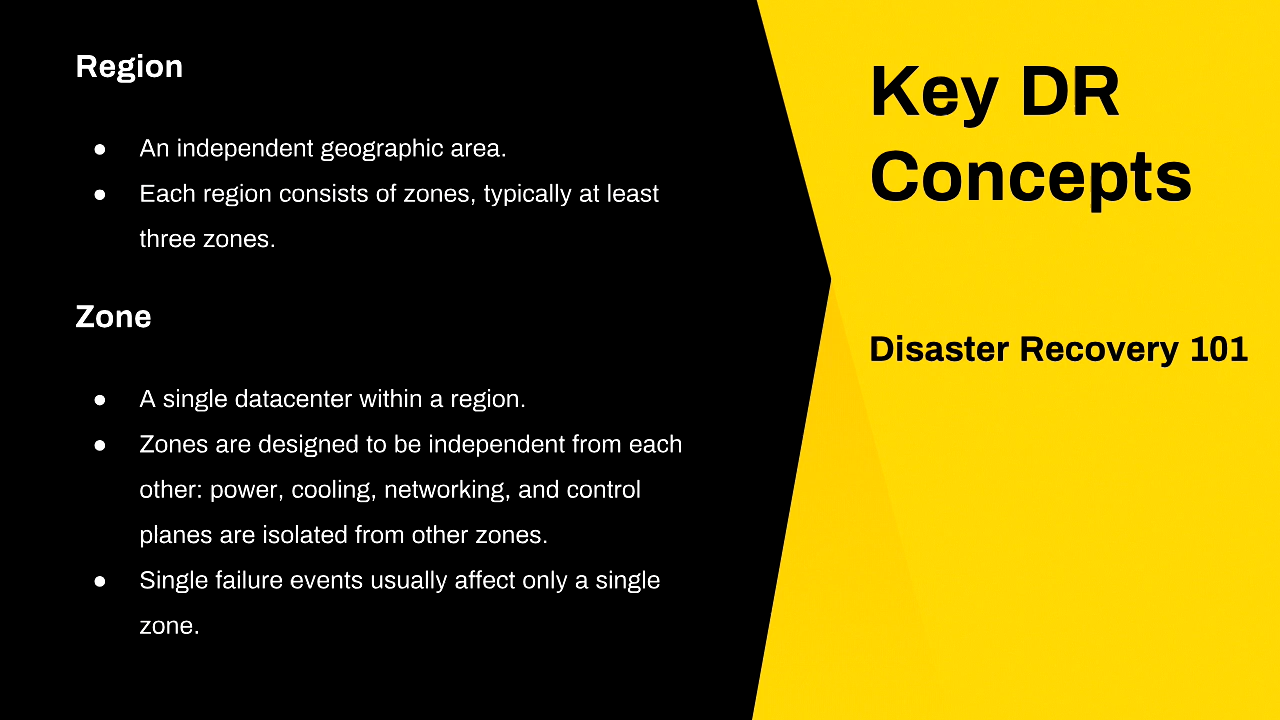 Region
● An independent geographic area.
● Each region consists of zones, typically at least
three zones.
Zone
● A single datacenter within a region.
● Zones are designed to be independent from each
other: power, cooling, networking, and control
planes are isolated from other zones.
● Single failure events usually affect only a single
zone.
Key DR
Concepts
Disaster Recovery 101